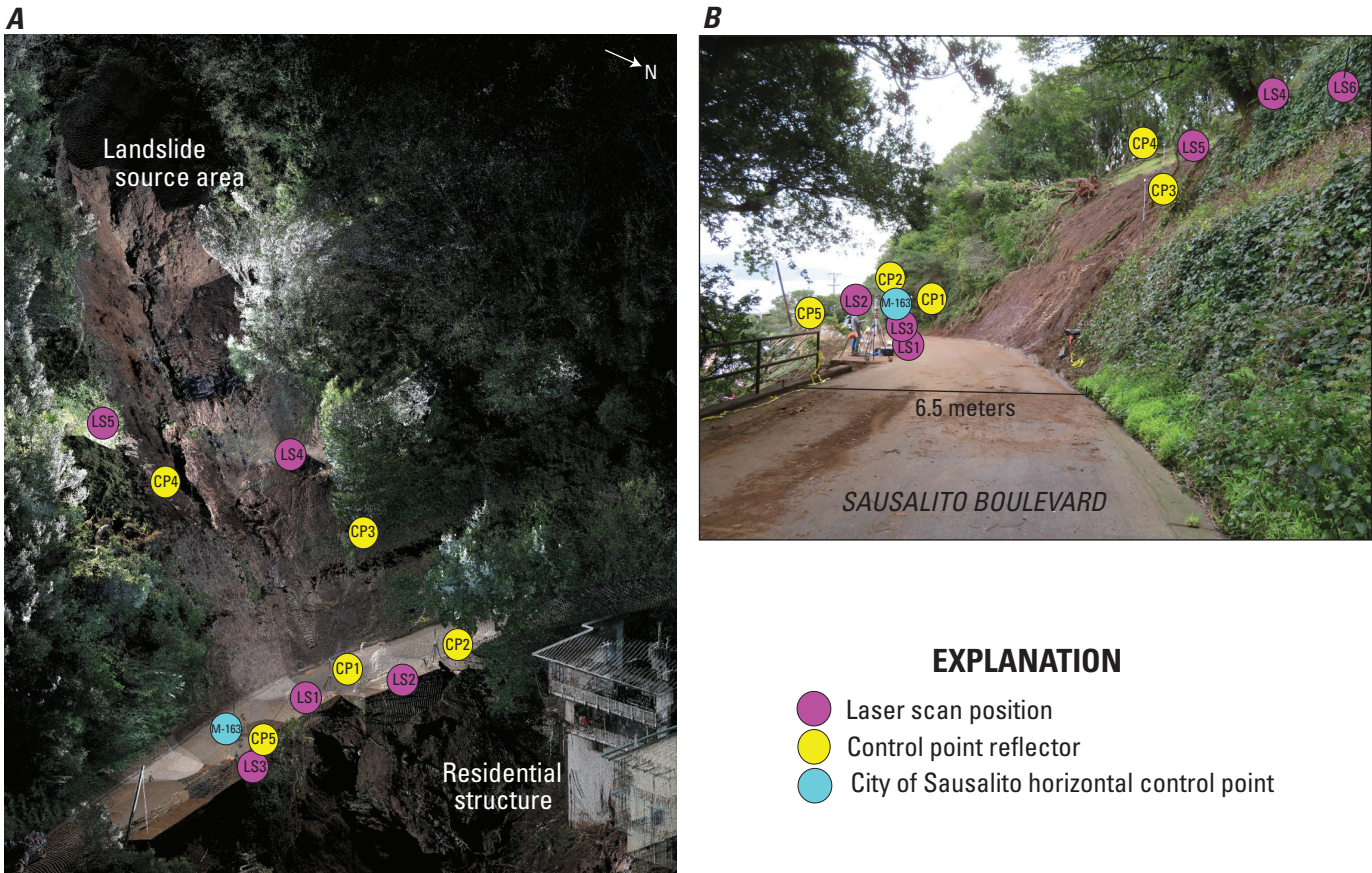 A
N
Landslide
source area
LS5
LS4
CP4
CP3
CP2
CP1
LS2
LS1
M-163
CP5
LS3
Residential
structure
B
LS6
LS4
CP4
LS5
CP3
CP2
LS2
CP1
M-163
CP5
LS3
LS1
6.5 meters
SAUSALITO BOULEVARD
EXPLANATION
Laser scan position
Control point reflector
City of Sausalito horizontal control point